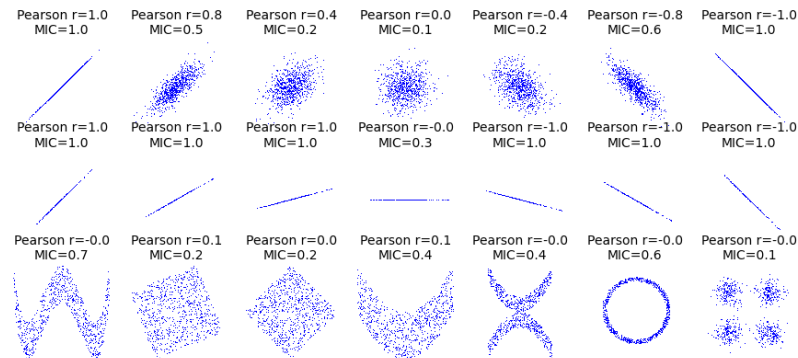 Pearson r=1.0
MIC=1.0
Pearson r=0.8
MIC=0.5
Pearson r=0.4
MIC=0.2
Pearson r=0.0
MIC=0.1
Pearson r=-0.4
MIC=0.2
Pearson r=-0.8
MIC=0.6
Pearson r=-1.0
MIC=1.0
Pearson r=1.0
MIC=1.0
Pearson r=1.0
MIC=1.0
Pearson r=1.0
MIC=1.0
Pearson r=-0.0
MIC=0.3
Pearson r=-1.0
MIC=1.0
Pearson r=-1.0
MIC=1.0
Pearson r=-1.0
MIC=1.0
Pearson r=-0.0
MIC=0.7
Pearson r=0.1
MIC=0.2
Pearson r=0.0
MIC=0.2
Pearson r=0.1
MIC=0.4
Pearson r=-0.0
MIC=0.4
Pearson r=-0.0
MIC=0.6
Pearson r=-0.0
MIC=0.1